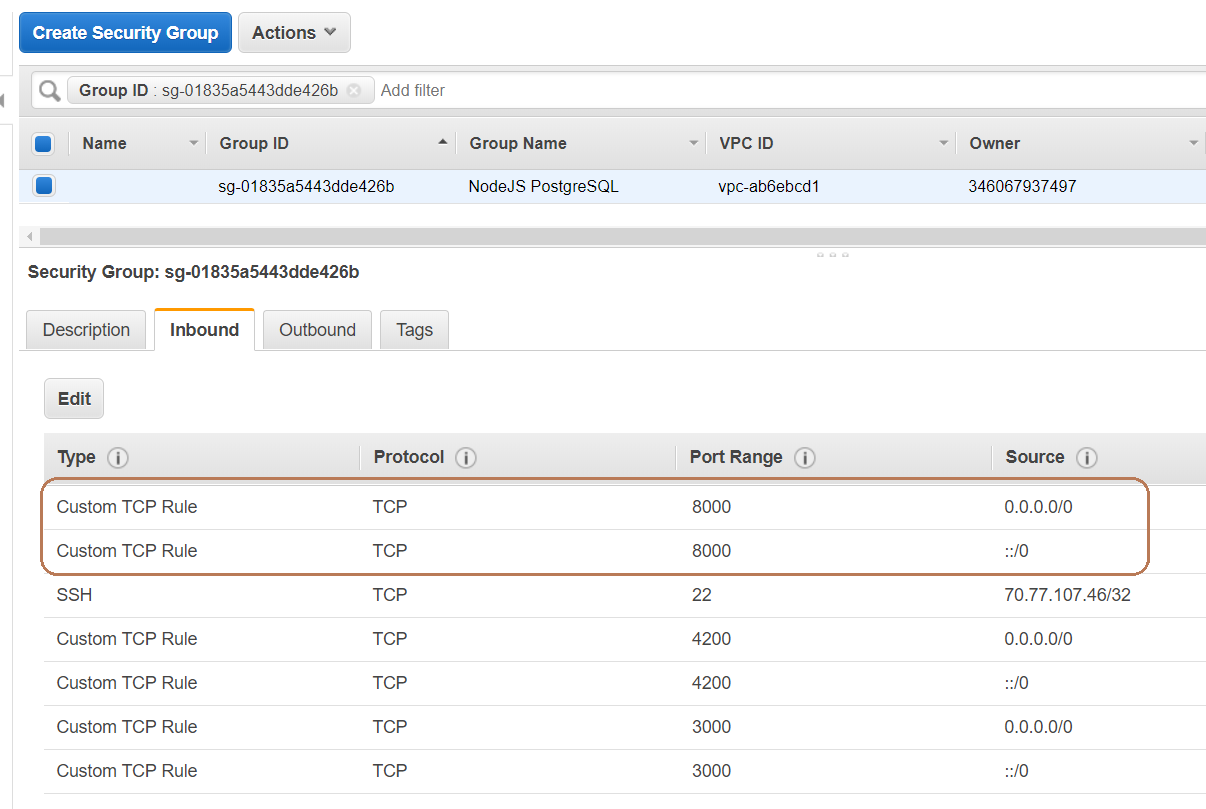 Create Security Group Actions
Group ID : sg-01835a5443dde426b Add filter
Name Group ID Group Name VPC ID Owner
sg-01835a5443dde426b NodeJS PostgreSQL vpc-ab6ebcd1 346067937497
Security Group: sg-01835a5443dde426b
Description Inbound Outbound Tags
Edit
Type Protocol Port Range Source
Custom TCP Rule TCP 8000 0.0.0.0/0
Custom TCP Rule TCP 8000 ::/0
SSH TCP 22 70.77.107.46/32
Custom TCP Rule TCP 4200 0.0.0.0/0
Custom TCP Rule TCP 4200 ::/0
Custom TCP Rule TCP 3000 0.0.0.0/0
Custom TCP Rule TCP 3000 ::/0